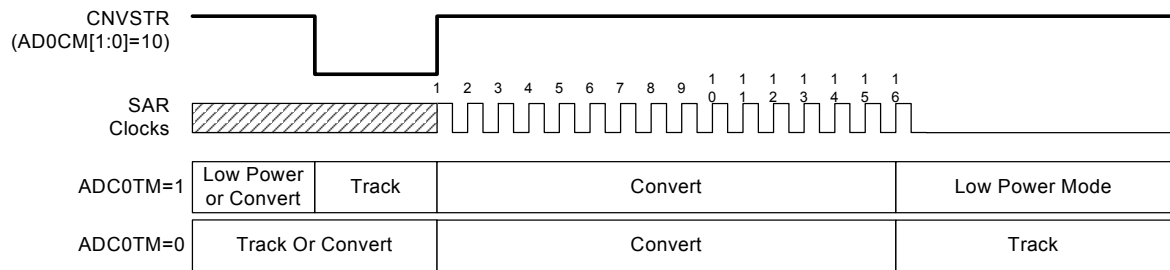 CNVSTR
(AD0CM[1:0]=10)
SAR
Clocks
1 2 3 4 5 6 7 8 9 10 11 12 13 14 15 16
ADC0TM=1
Low Power
or Convert
Track
Convert
Low Power Mode
ADC0TM=0
Track Or Convert
Convert
Track